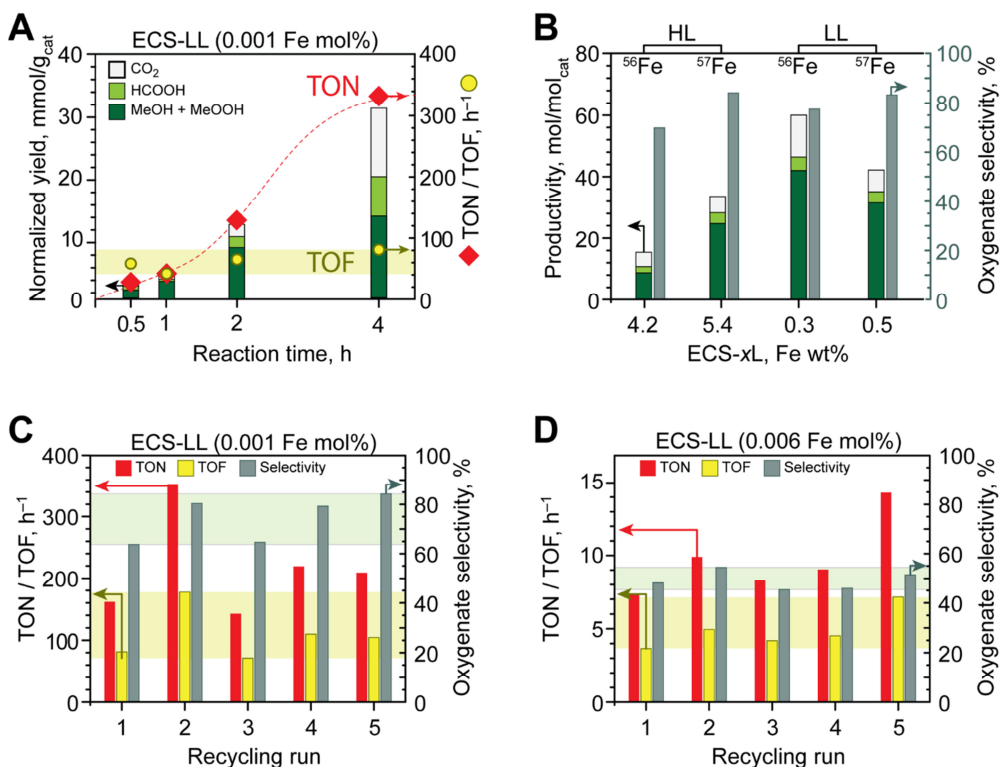 A
ECS-LL (0.001 Fe mol%)
Normalized yield, mmol/g_cat
40
30
20
10
0
CO₂
HCOOH
MeOH + MeOOH
TON
TOF
400
300
200
100
0
TON / TOF, h⁻¹
0.5 1 2 4
Reaction time, h
B
HL LL
⁵⁶Fe ⁵⁷Fe ⁵⁶Fe ⁵⁷Fe
Productivity, mol/mol_cat
80
60
40
20
0
100
80
60
40
20
0
Oxygenate selectivity, %
4.2 5.4 0.3 0.5
ECS-xL, Fe wt%
C
ECS-LL (0.001 Fe mol%)
TON TOF Selectivity
TON / TOF, h⁻¹
400
300
200
100
0
100
80
60
40
20
0
Oxygenate selectivity, %
1 2 3 4 5
Recycling run
D
ECS-LL (0.006 Fe mol%)
TON TOF Selectivity
TON / TOF, h⁻¹
15
10
5
0
100
80
60
40
20
0
Oxygenate selectivity, %
1 2 3 4 5
Recycling run